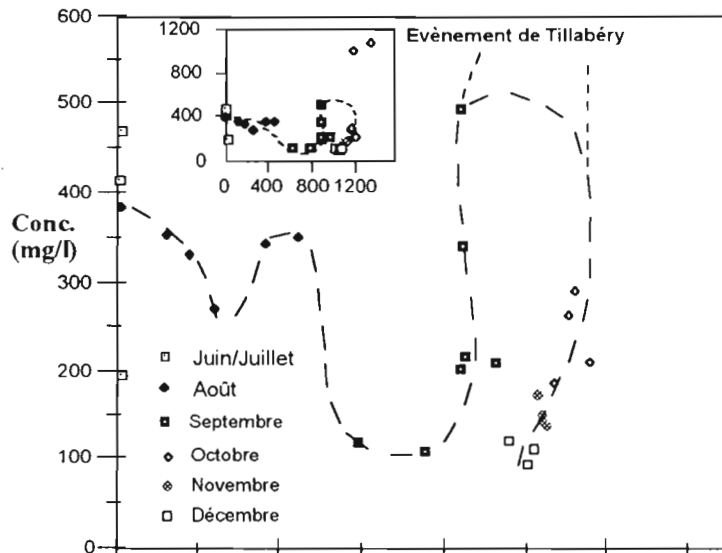 Evènement de Tillabéry
600
500
400
300
200
100
0
Conc.
(mg/l)
1200
800
400
0
0 400 800 1200
Juin/Juillet
Août
Septembre
Octobre
Novembre
Décembre